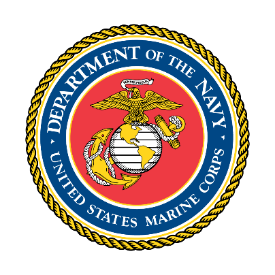 DEPARTMENT OF THE NAVY
UNITED STATES MARINE CORPS